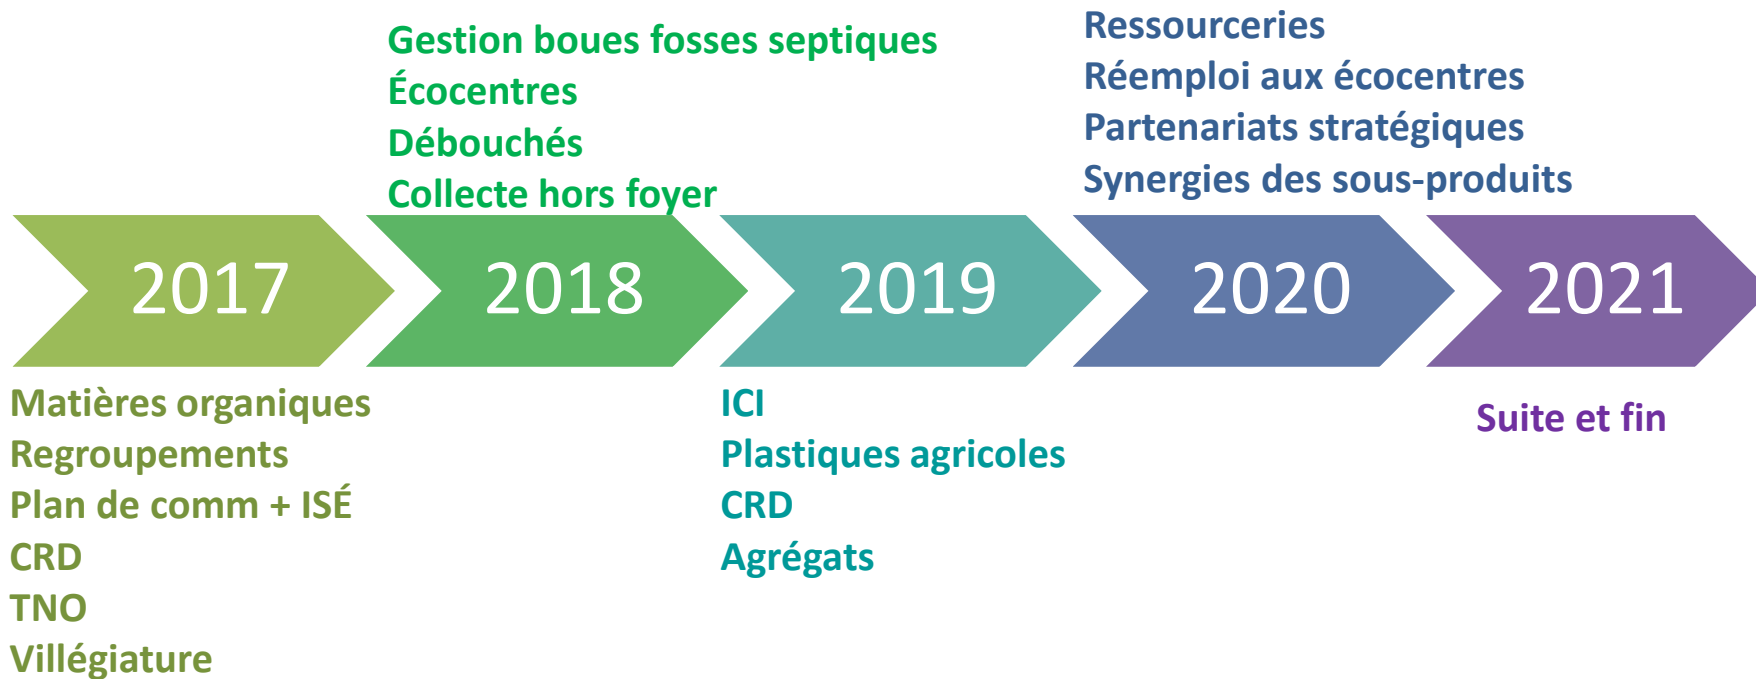 Gestion boues fosses septiques
Écocentres
Débouchés
Collecte hors foyer
Ressourceries
Réemploi aux écocentres
Partenariats stratégiques
Synergies des sous-produits
2017
2018
2019
2020
2021
Matières organiques
Regroupements
Plan de comm + ISÉ
CRD
TNO
Villégiature
ICI
Plastiques agricoles
CRD
Agrégats
Suite et fin